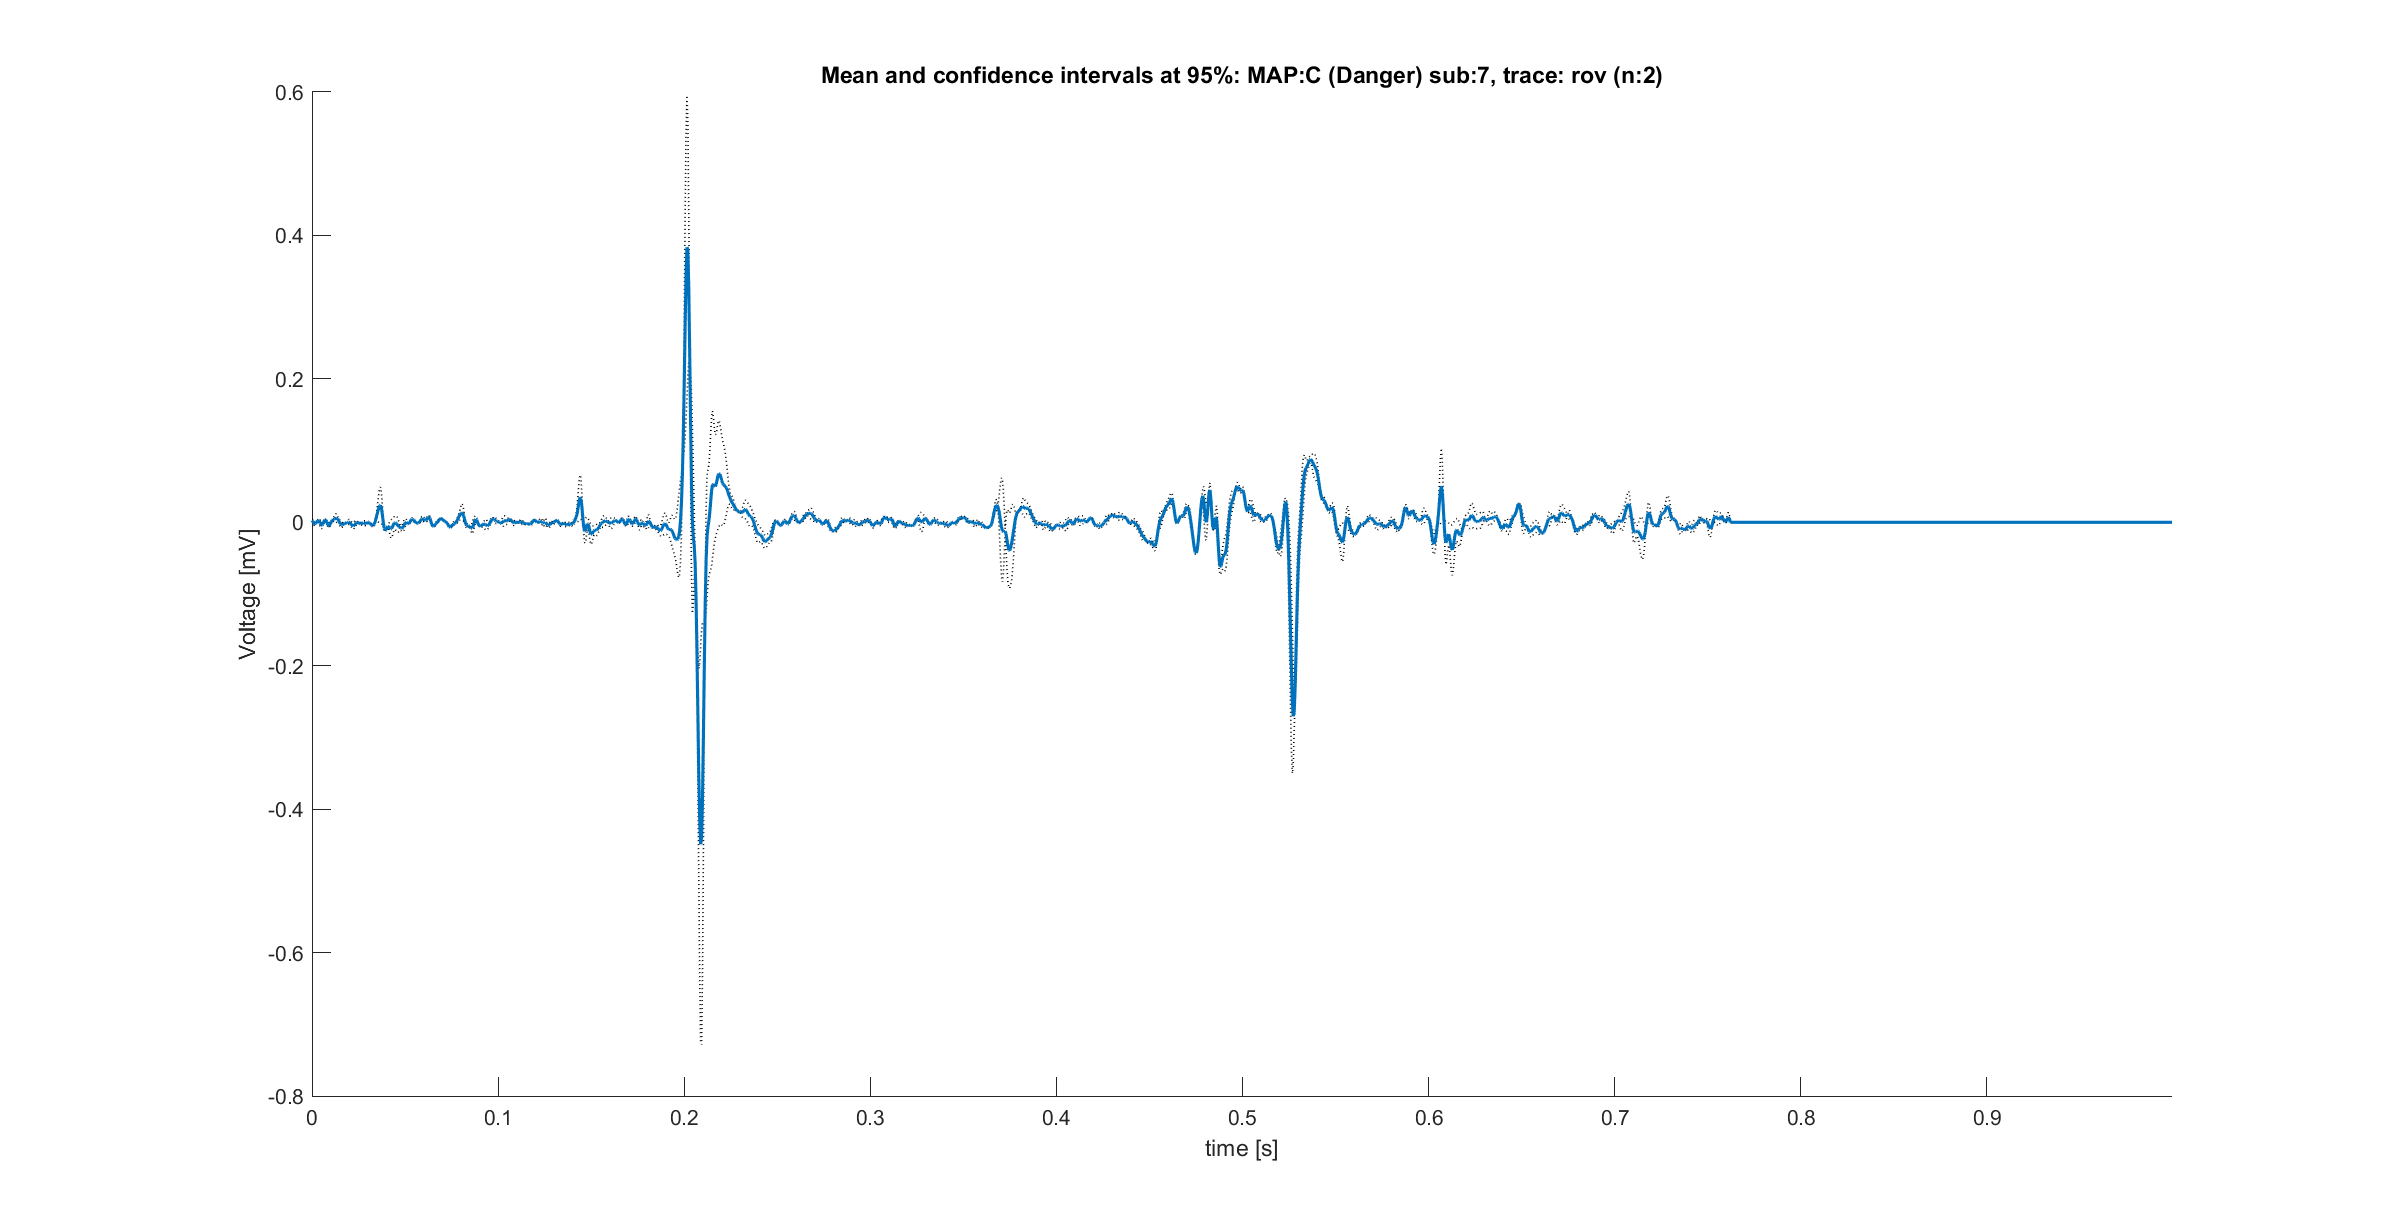 Mean and confidence intervals at 95%: MAP:C (Danger) sub:7, trace: rov (n:2)
0.6
0.4
0.2
0
-0.2
-0.4
-0.6
-0.8
Voltage [mV]
0 0.1 0.2 0.3 0.4 0.5 0.6 0.7 0.8 0.9
time [s]